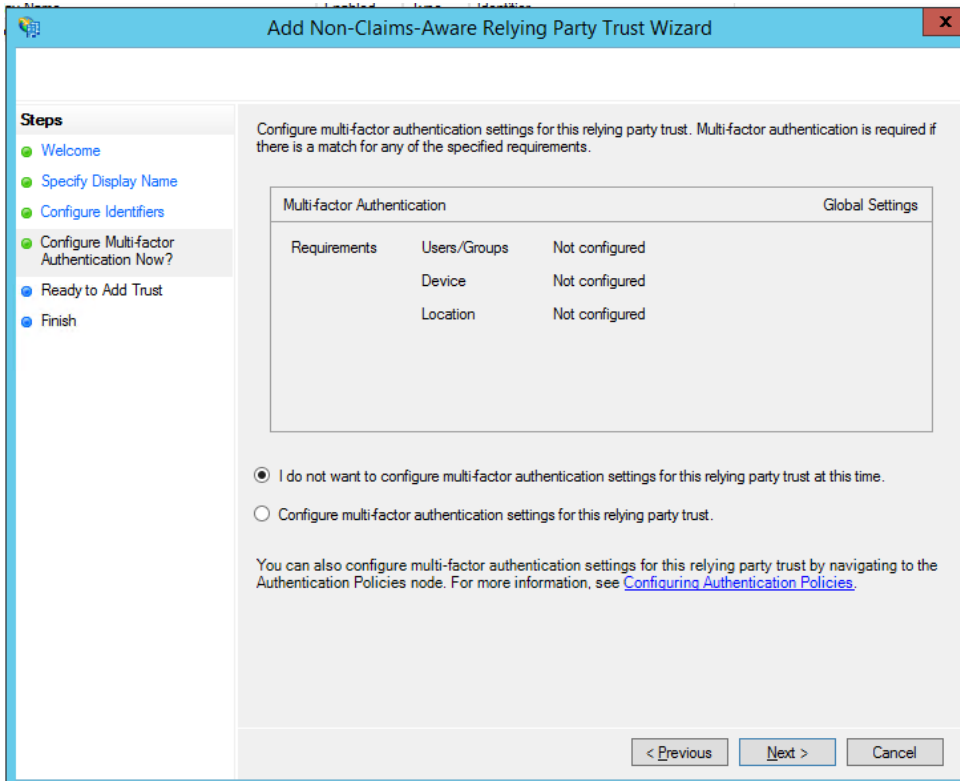 Add Non-Claims-Aware Relying Party Trust Wizard
x
Steps
Welcome
Specify Display Name
Configure Identifiers
Configure Multi-factor
Authentication Now?
Ready to Add Trust
Finish
Configure multi-factor authentication settings for this relying party trust. Multi-factor authentication is required if
there is a match for any of the specified requirements.
Multi-factor Authentication Global Settings
Requirements Users/Groups Not configured
Device Not configured
Location Not configured
I do not want to configure multi-factor authentication settings for this relying party trust at this time.
Configure multi-factor authentication settings for this relying party trust.
You can also configure multi-factor authentication settings for this relying party trust by navigating to the
Authentication Policies node. For more information, see Configuring Authentication Policies.
< Previous Next > Cancel